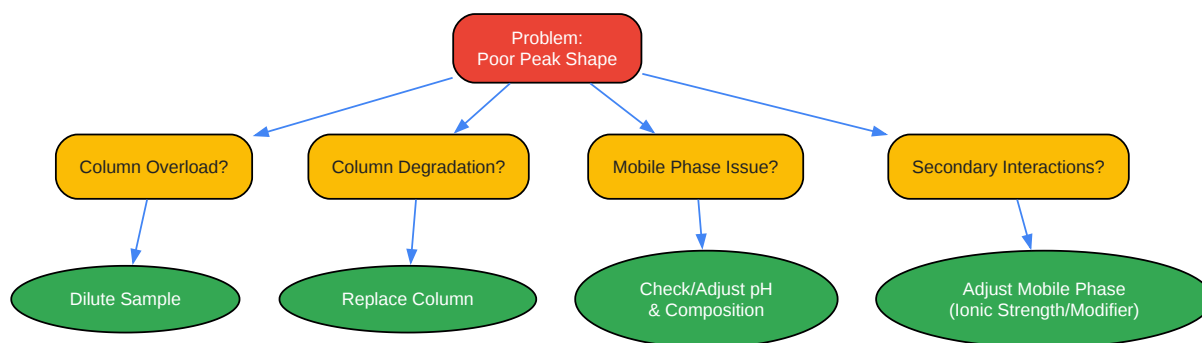 Problem:
Poor Peak Shape
Column Overload?
Column Degradation?
Mobile Phase Issue?
Secondary Interactions?
Dilute Sample
Replace Column
Check/Adjust pH
& Composition
Adjust Mobile Phase
(Ionic Strength/Modifier)